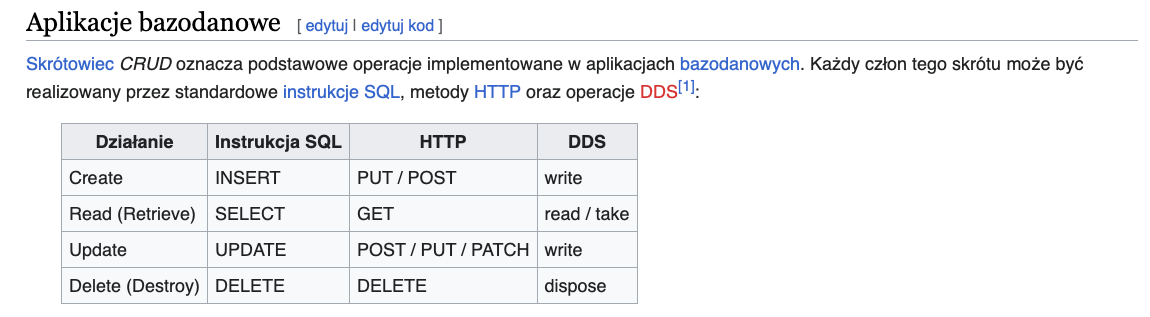 Aplikacje bazodanowe [ edytuj | edytuj kod ]
Skrótowiec CRUD oznacza podstawowe operacje implementowane w aplikacjach bazodanowych. Każdy człon tego skrótu może być
realizowany przez standardowe instrukcje SQL, metody HTTP oraz operacje DDS[1]:
Działanie Instrukcja SQL HTTP DDS
Create INSERT PUT / POST write
Read (Retrieve) SELECT GET read / take
Update UPDATE POST / PUT / PATCH write
Delete (Destroy) DELETE DELETE dispose